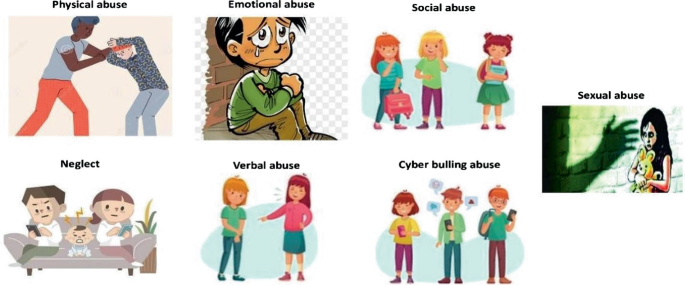 Physical abuse
Emotional abuse
Social abuse
Sexual abuse
Neglect
Verbal abuse
Cyber bulling abuse